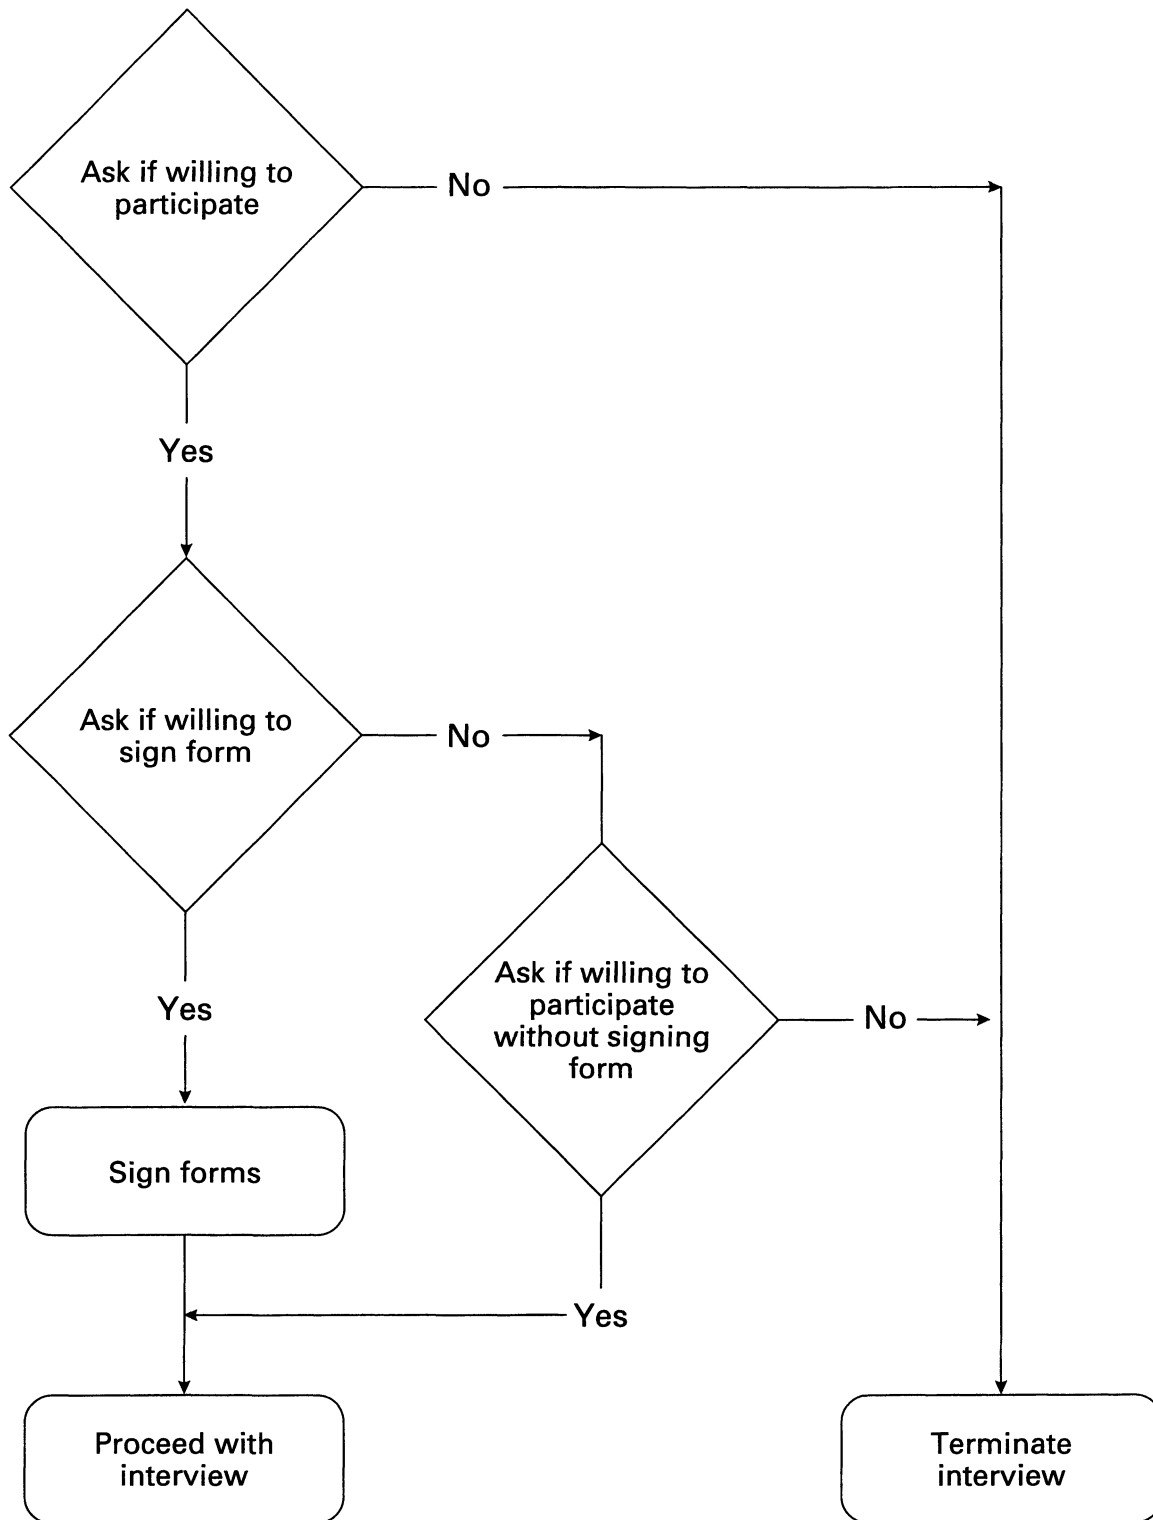 Ask if willing to
participate
No
Yes
Ask if willing to
sign form
No
Ask if willing to
participate
without signing
form
No
Yes
Sign forms
Yes
Proceed with
interview
Terminate
interview